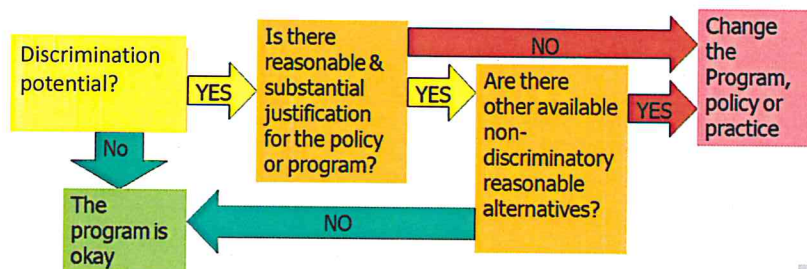 Discrimination
potential?
YES
No
Is there
reasonable &
substantial
justification
for the policy
or program?
NO
YES
Are there
other available
non-
discriminatory
reasonable
alternatives?
YES
NO
Change
the
Program,
policy or
practice
The
program is
okay